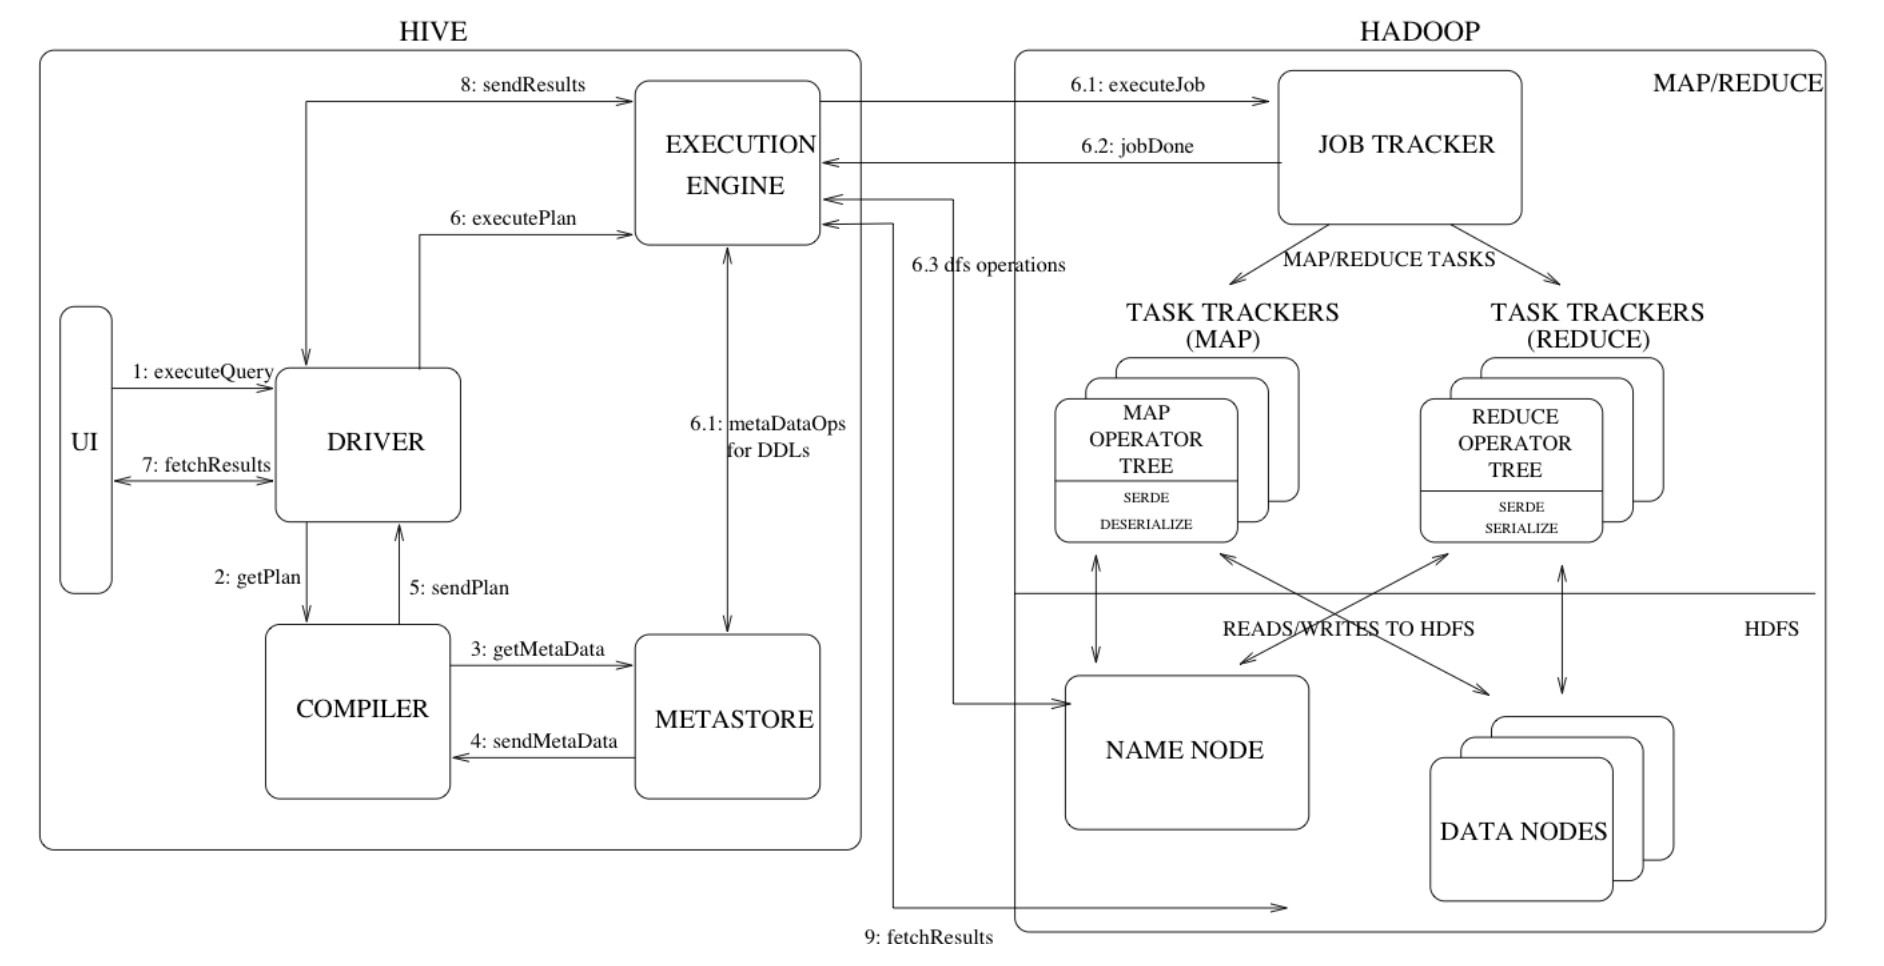 HIVE
HADOOP
8: sendResults
6.1: executeJob
MAP/REDUCE
EXECUTION
ENGINE
6.2: jobDone
JOB TRACKER
6: executePlan
6.3 dfs operations
MAP/REDUCE TASKS
TASK TRACKERS
(MAP)
TASK TRACKERS
(REDUCE)
1: executeQuery
UI
DRIVER
7: fetchResults
6.1: metaDataOps
for DDLs
MAP
OPERATOR
TREE
SERDE
DESERIALIZE
REDUCE
OPERATOR
TREE
SERDE
SERIALIZE
2: getPlan
5: sendPlan
READS/WRITES TO HDFS
HDFS
3: getMetaData
COMPILER
METASTORE
4: sendMetaData
NAME NODE
DATA NODES
9: fetchResults